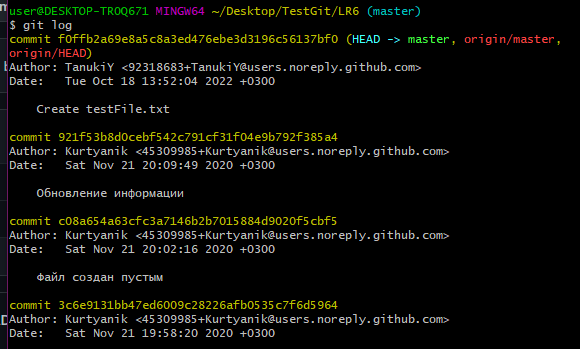 user@DESKTOP-TROQ671 MINGW64 ~/Desktop/TestGit/LR6 (master)
$ git log
commit f0ffb2a69e8a5c8a3ed476ebe3d3196c56137bf0 (HEAD -> master, origin/master,
origin/HEAD)
Author: TanukiY <92318683+TanukiY@users.noreply.github.com>
Date:   Tue Oct 18 13:52:04 2022 +0300
Create testFile.txt
commit 921f53b8d0cebf542c791cf31f04e9b792f385a4
Author: Kurtyanik <45309985+Kurtyanik@users.noreply.github.com>
Date:   Sat Nov 21 20:09:49 2020 +0300
Обновление информации
commit c08a654a63cfc3a7146b2b7015884d9020f5cbf5
Author: Kurtyanik <45309985+Kurtyanik@users.noreply.github.com>
Date:   Sat Nov 21 20:02:16 2020 +0300
Файл создан пустым
commit 3c6e9131bb47ed6009c28226afb0535c7f6d5964
Author: Kurtyanik <45309985+Kurtyanik@users.noreply.github.com>
Date:   Sat Nov 21 19:58:20 2020 +0300